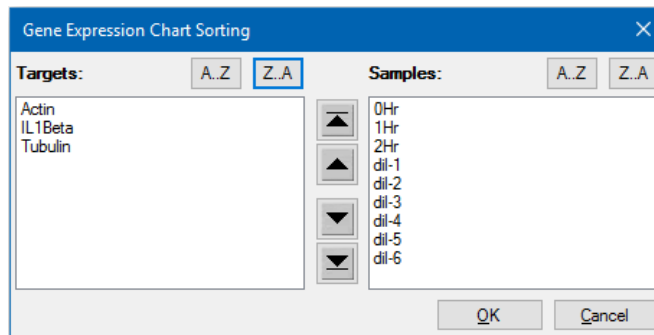 Gene Expression Chart Sorting
Targets: A..Z Z..A
Samples: A..Z Z..A
Actin
IL1Beta
Tubulin
0Hr
1Hr
2Hr
dil-1
dil-2
dil-3
dil-4
dil-5
dil-6
OK Cancel